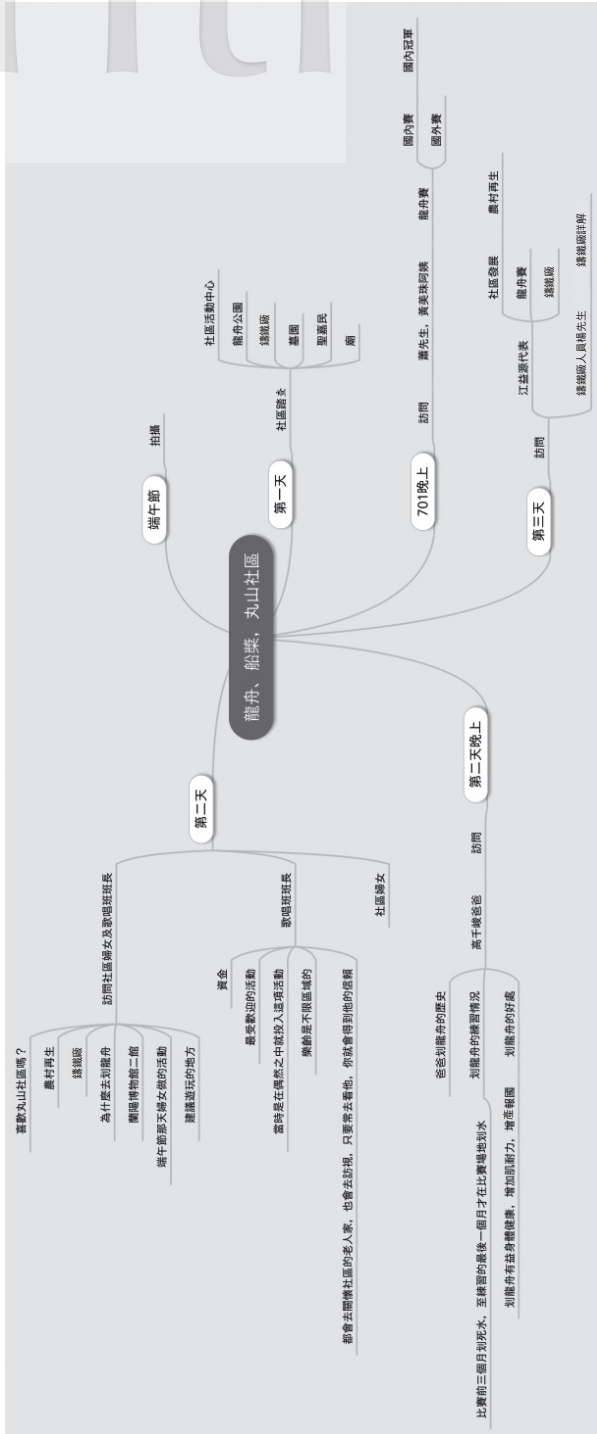 龍舟、船槳，丸山社區
端午節
拍攝
第一天
社區踏查
社區活動中心
龍舟公園
鑄鐵廠
墓園
聖嘉民
廟
701晚上
訪問
蕭先生，黃美珠阿姨
龍舟賽
國內賽
國內冠軍
國外賽
第三天
訪問
江益源代表
社區發展
農村再生
龍舟賽
鑄鐵廠
鑄鐵廠人員楊先生
鑄鐵廠詳解
第二天
訪問社區婦女及歌唱班班長
喜歡丸山社區嗎？
農村再生
鑄鐵廠
為什麼去划龍舟
蘭陽博物館二館
端午節那天婦女做的活動
建議遊玩的地方
歌唱班班長
資金
最受歡迎的活動
當時是在偶然之中就投入這項活動
樂齡是不限區域的
都會去關懷社區的老人家，也會去訪視，只要常去看他，你就會得到他的信賴
社區婦女
第二天晚上
訪問
高千峻爸爸
爸爸划龍舟的歷史
划龍舟的練習情況
比賽前三個月划死水，至練習的最後一個月才在比賽場地划水
划龍舟的好處
划龍舟有益身體健康，增加肌耐力，增產報國